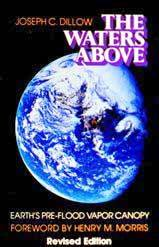 JOSEPH C. DILLOW
THE
WATERS
ABOVE
EARTH'S PRE-FLOOD VAPOR CANOPY
FOREWORD BY HENRY M. MORRIS
Revised Edition